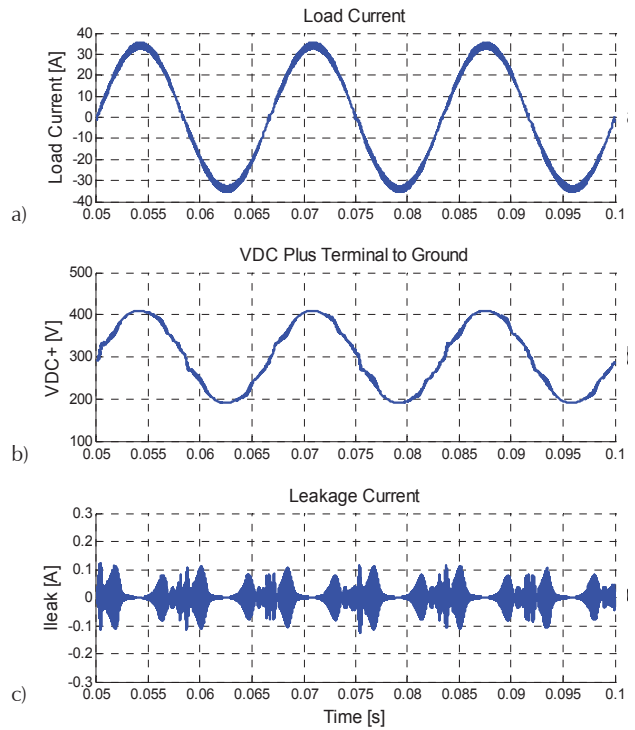 Load Current
Load Current [A]
40
30
20
10
0
-10
-20
-30
-40
0.05 0.055 0.06 0.065 0.07 0.075 0.08 0.085 0.09 0.095 0.1
a)
VDC Plus Terminal to Ground
VDC+ [V]
500
400
300
200
100
0.05 0.055 0.06 0.065 0.07 0.075 0.08 0.085 0.09 0.095 0.1
b)
Leakage Current
Ileak [A]
0.3
0.2
0.1
0
-0.1
-0.2
-0.3
0.05 0.055 0.06 0.065 0.07 0.075 0.08 0.085 0.09 0.095 0.1
Time [s]
c)